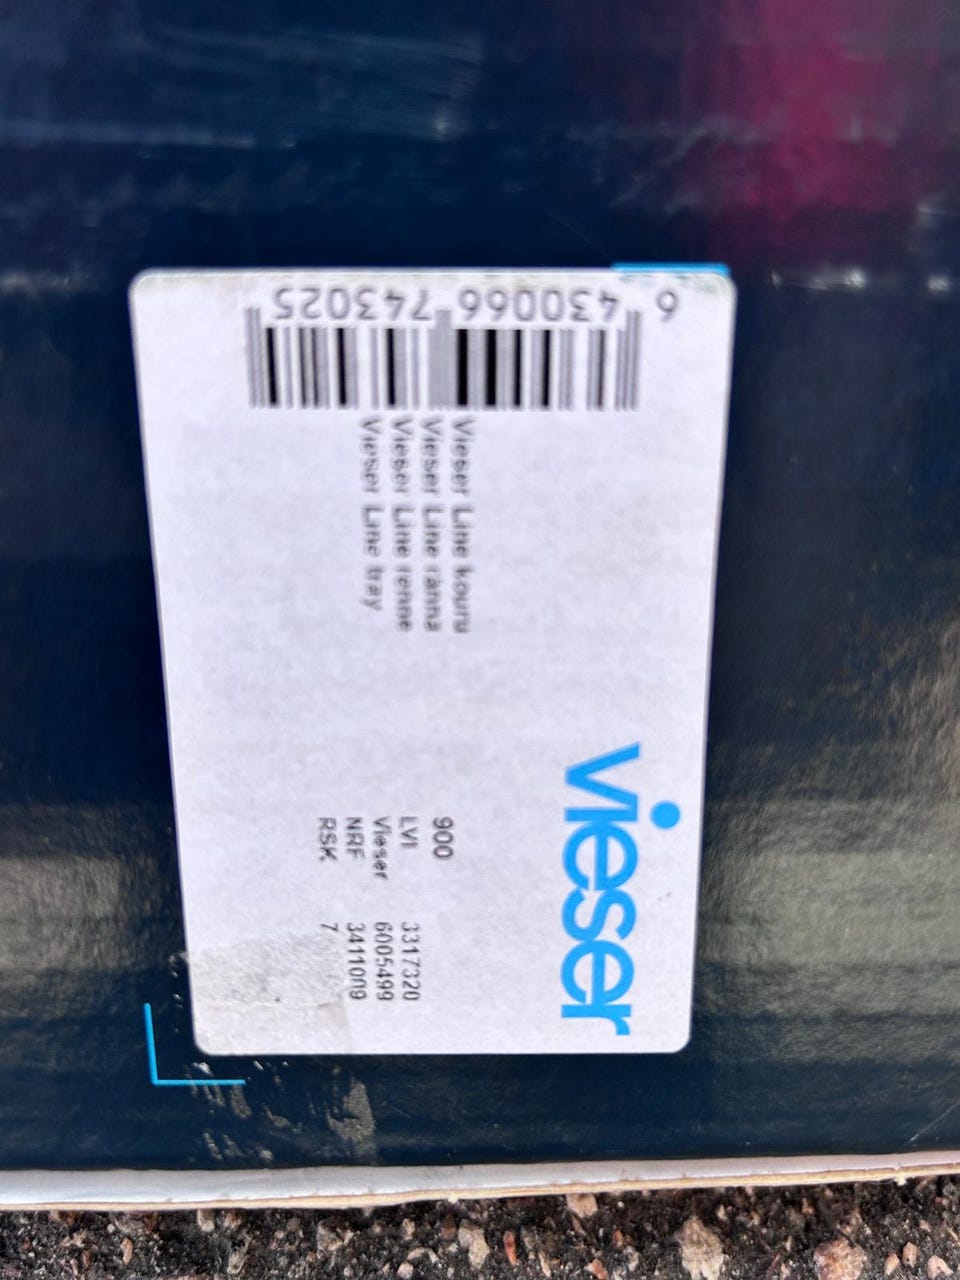 vieser
Vieser Line kouru
Vieser Line ränna
Vieser Line renne
Vieser Line tray
900
LVI 3317320
Vieser 6005499
NRF 3411009
RSK 7
6 430066 743025